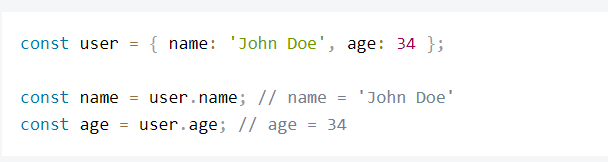 const user = { name: 'John Doe', age: 34 };
const name = user.name; // name = 'John Doe'
const age = user.age; // age = 34